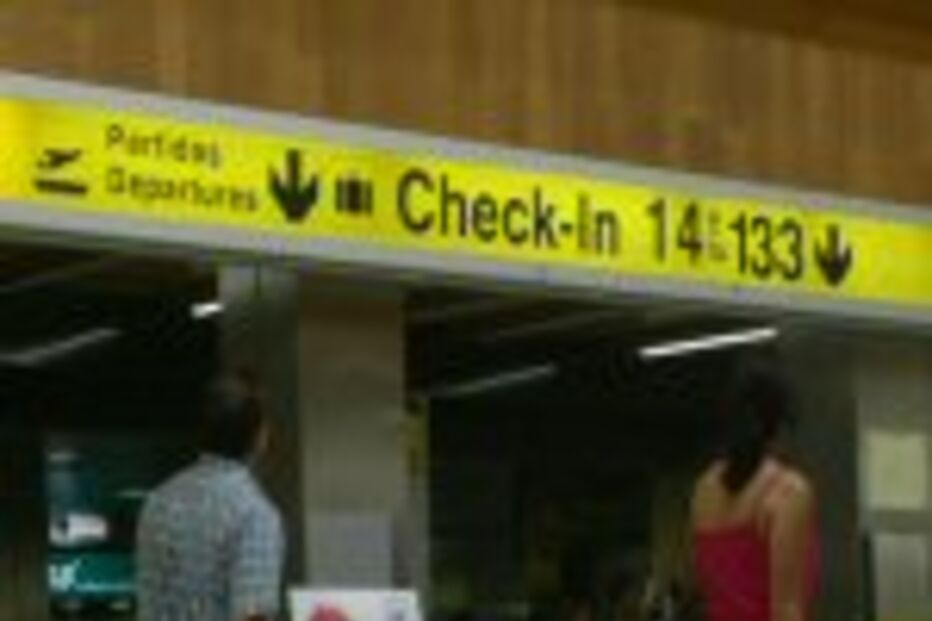 Partidas
Departures
Check-In 14 133